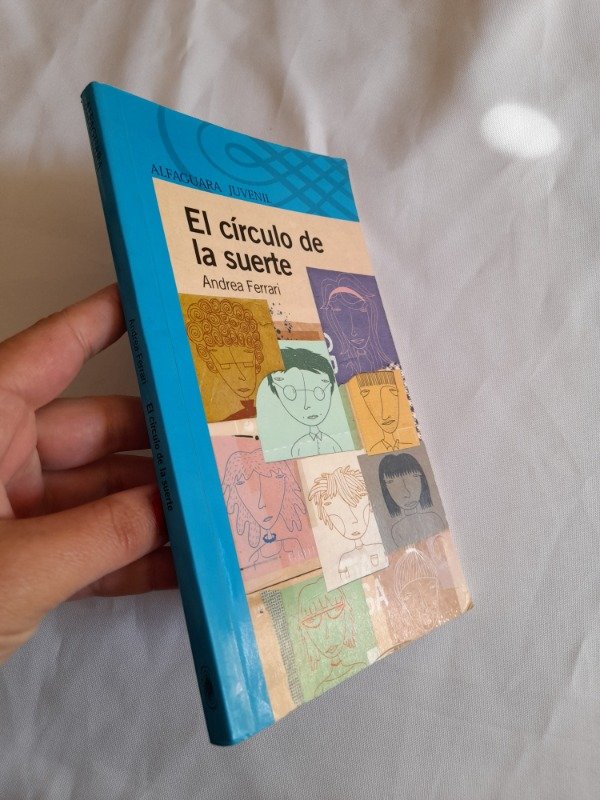 ALFAGUARA JUVENIL
El círculo de
la suerte
Andrea Ferrari
Andrea Ferrari
El círculo de la suerte